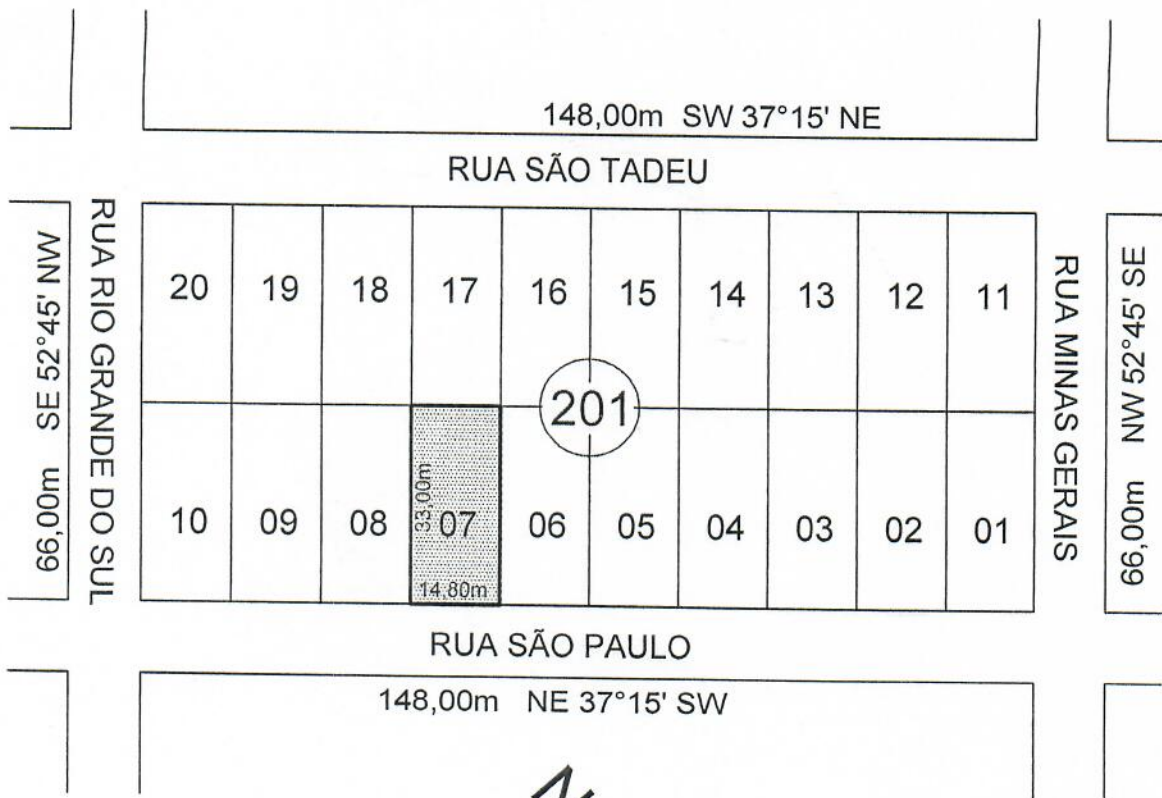 148,00m SW 37°15' NE
RUA SÃO TADEU
66,00m SE 52°45' NW
RUA RIO GRANDE DO SUL
20 19 18 17 16 15 14 13 12 11
201
10 09 08 07 06 05 04 03 02 01
33,00m
14,80m
RUA MINAS GERAIS
66,00m NW 52°45' SE
RUA SÃO PAULO
148,00m NE 37°15' SW